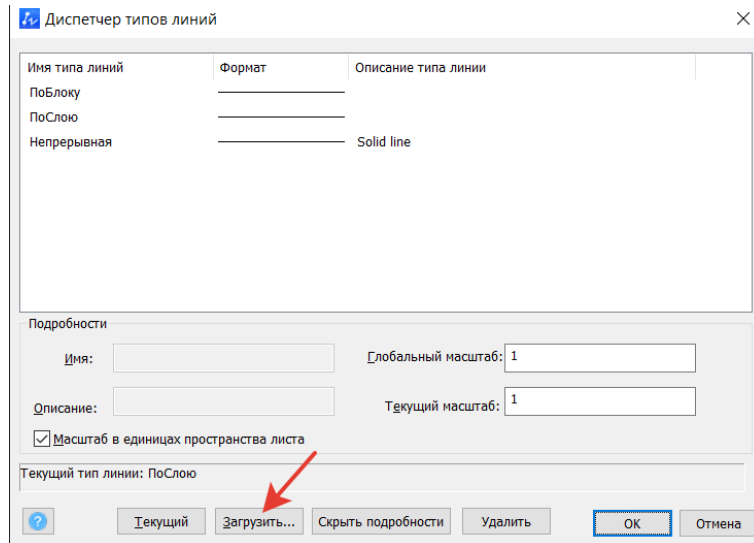 Диспетчер типов линий
Имя типа линий Формат Описание типа линии
ПоБлоку
ПоСлою
Непрерывная Solid line
Подробности
Имя: Глобальный масштаб: 1
Описание: Текущий масштаб: 1
Масштаб в единицах пространства листа
Текущий тип линии: ПоСлою
? Текущий Загрузить... Скрыть подробности Удалить ОК Отмена